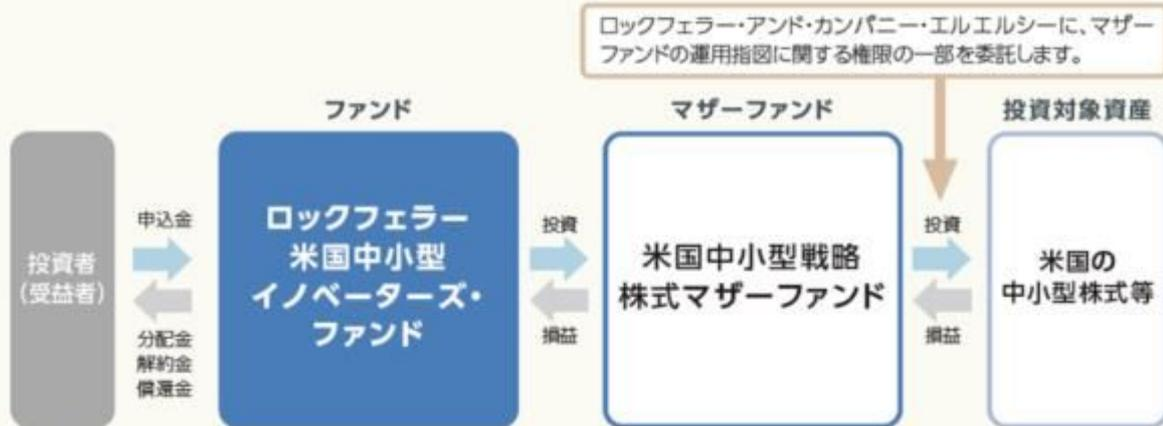 ロックフェラー・アンド・カンパニー・エルエルシーに、マザー
ファンドの運用指図に関する権限の一部を委託します。
ファンド
マザーファンド
投資対象資産
投資者
(受益者)
申込金
分配金
解約金
償還金
ロックフェラー
米国中小型
イノベーターズ・
ファンド
投資
損益
米国中小型戦略
株式マザーファンド
投資
損益
米国の
中小型株式等